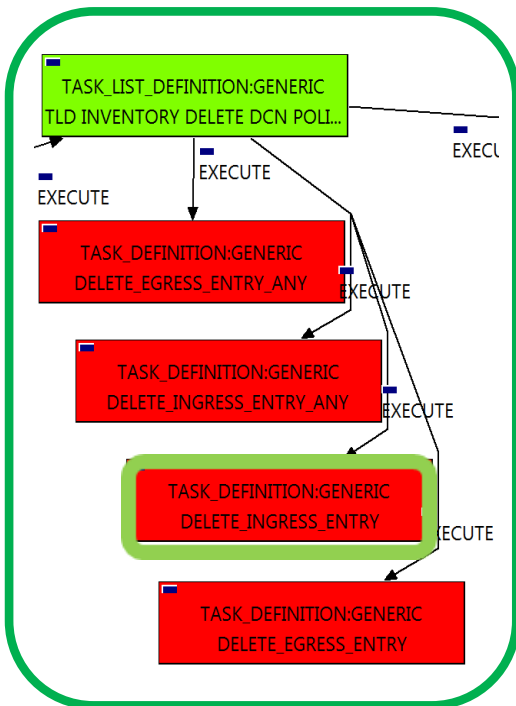 TASK_LIST_DEFINITION:GENERIC
TLD INVENTORY DELETE DCN POLI...
EXECUTE
EXECU
EXECUTE
TASK_DEFINITION:GENERIC
DELETE_EGRESS_ENTRY_ANY
EXECUTE
TASK_DEFINITION:GENERIC
DELETE_INGRESS_ENTRY_ANY
EXECUTE
TASK_DEFINITION:GENERIC
DELETE_INGRESS_ENTRY
XECUTE
TASK_DEFINITION:GENERIC
DELETE_EGRESS_ENTRY